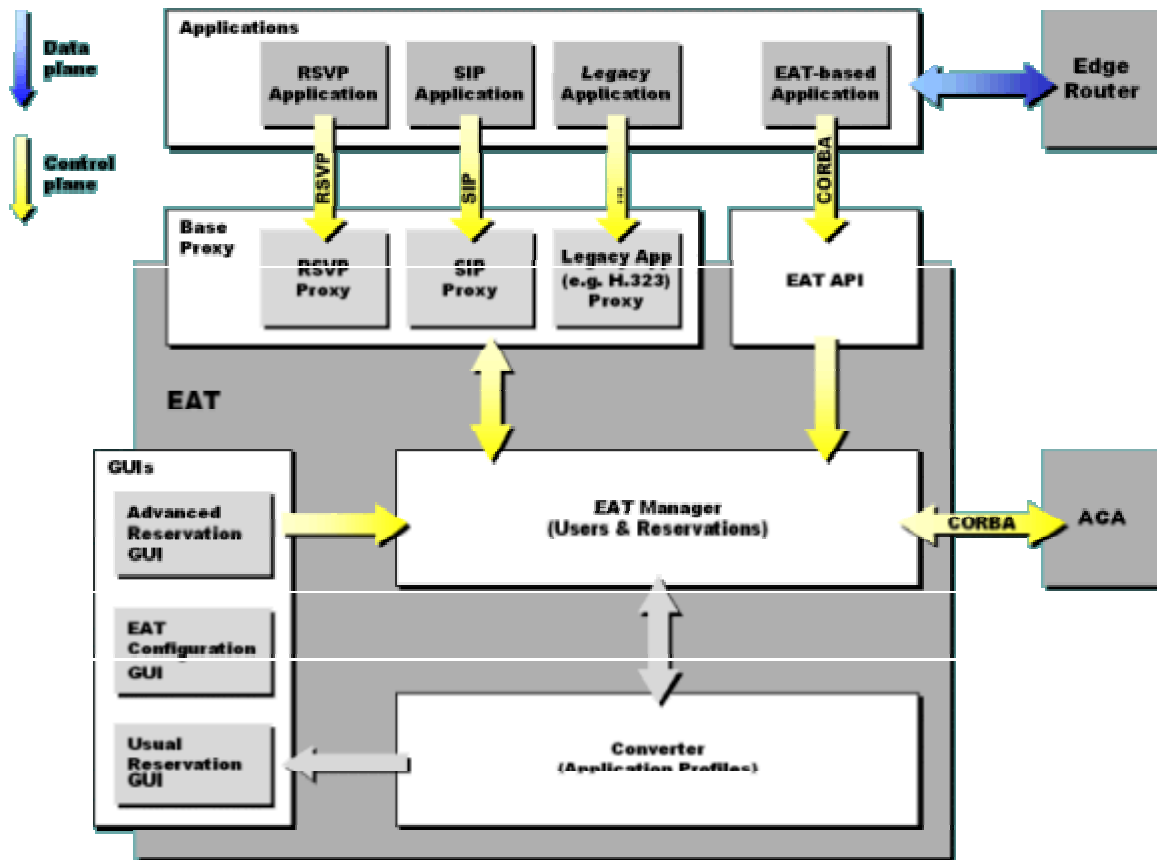 Data
plane
Control
plane
Applications
RSVP
Application
SIP
Application
Legacy
Application
EAT-based
Application
Edge
Router
RSVP
SIP
...
CORBA
Base
Proxy
RSVP
Proxy
SIP
Proxy
Legacy App
(e.g. H.323)
Proxy
EAT API
EAT
GUIs
Advanced
Reservation
GUI
EAT
Configuration
GUI
Usual
Reservation
GUI
EAT Manager
(Users & Reservations)
CORBA
ACA
Converter
(Application Profiles)